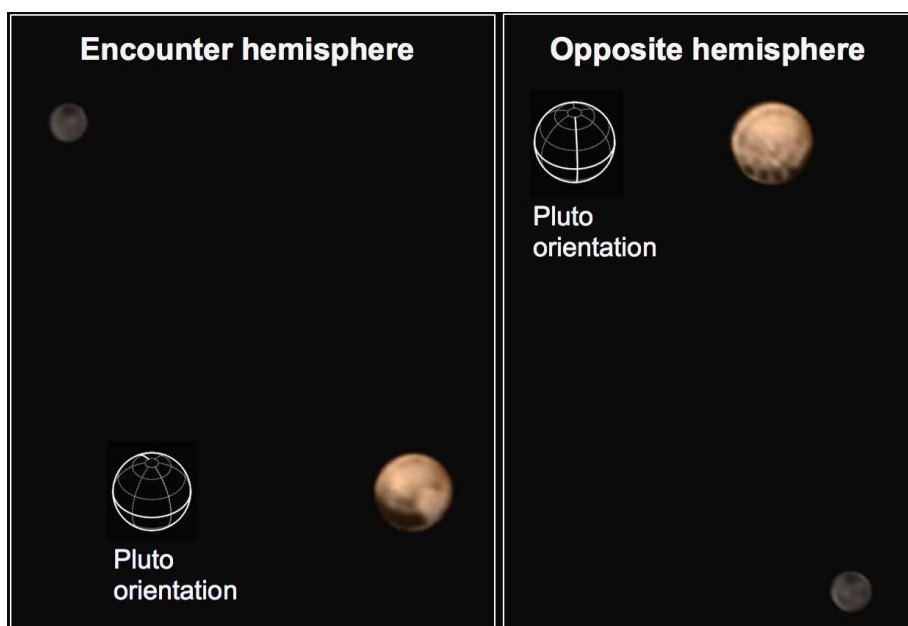 Encounter hemisphere
Pluto
orientation
Opposite hemisphere
Pluto
orientation